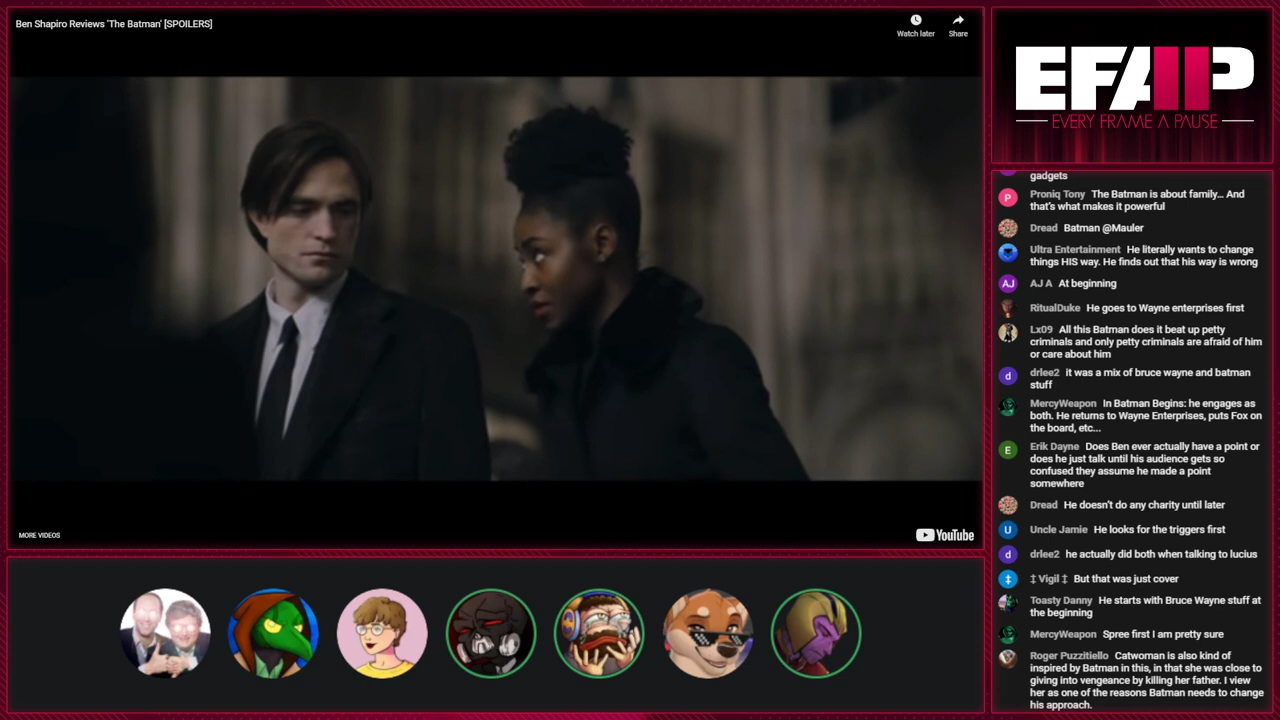 Ben Shapiro Reviews 'The Batman' [SPOILERS]
Watch later
Share
MORE VIDEOS
YouTube
EFAP
EVERY FRAME A PAUSE
gadgets
P
Proniq Tony The Batman is about family... And
that's what makes it powerful
Dread Batman @Mauler
Ultra Entertainment He literally wants to change
things HIS way. He finds out that his way is wrong
AJ
AJ A At beginning
RitualDuke He goes to Wayne enterprises first
Lx09 All this Batman does it beat up petty
criminals and only petty criminals are afraid of him
or care about him
d
drlee2 it was a mix of bruce wayne and batman
stuff
MercyWeapon In Batman Begins: he engages as
both. He returns to Wayne Enterprises, puts Fox on
the board, etc...
E
Erik Dayne Does Ben ever actually have a point or
does he just talk until his audience gets so
confused they assume he made a point
somewhere
Dread He doesn't do any charity until later
U
Uncle Jamie He looks for the triggers first
d
drlee2 he actually did both when talking to lucius
‡
‡ Vigil ‡ But that was just cover
Toasty Danny He starts with Bruce Wayne stuff at
the beginning
MercyWeapon Spree first I am pretty sure
Roger Puzzitiello Catwoman is also kind of
inspired by Batman in this, in that she was close to
giving into vengeance by killing her father. I view
her as one of the reasons Batman needs to change
his approach.